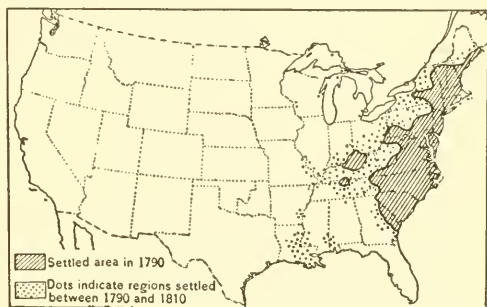 Settled area in 1790
Dots indicate regions settled
between 1790 and 1810